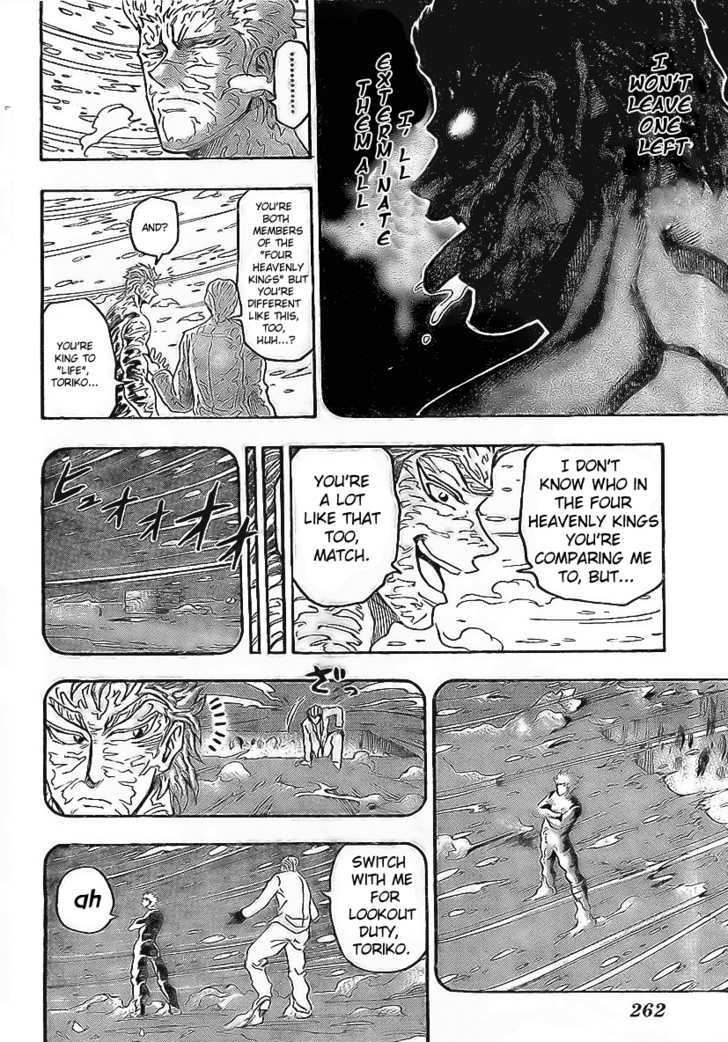 I
WON'T
LEAVE
ONE
LEFT
I'LL
EXTERMINATE
THEM ALL.
............
YOU'RE
BOTH
MEMBERS
OF THE
"FOUR
HEAVENLY
KINGS" BUT
YOU'RE
DIFFERENT
LIKE THIS,
TOO,
HUH...?
AND?
YOU'RE
KIND TO
"LIFE",
TORIKO...
I DON'T
KNOW WHO IN
THE FOUR
HEAVENLY KINGS
YOU'RE
COMPARING ME
TO, BUT...
YOU'RE
A LOT
LIKE THAT
TOO,
MATCH.
ヒュオオオオ
ざっ
SWITCH
WITH ME
FOR
LOOKOUT
DUTY,
TORIKO.
ah
262